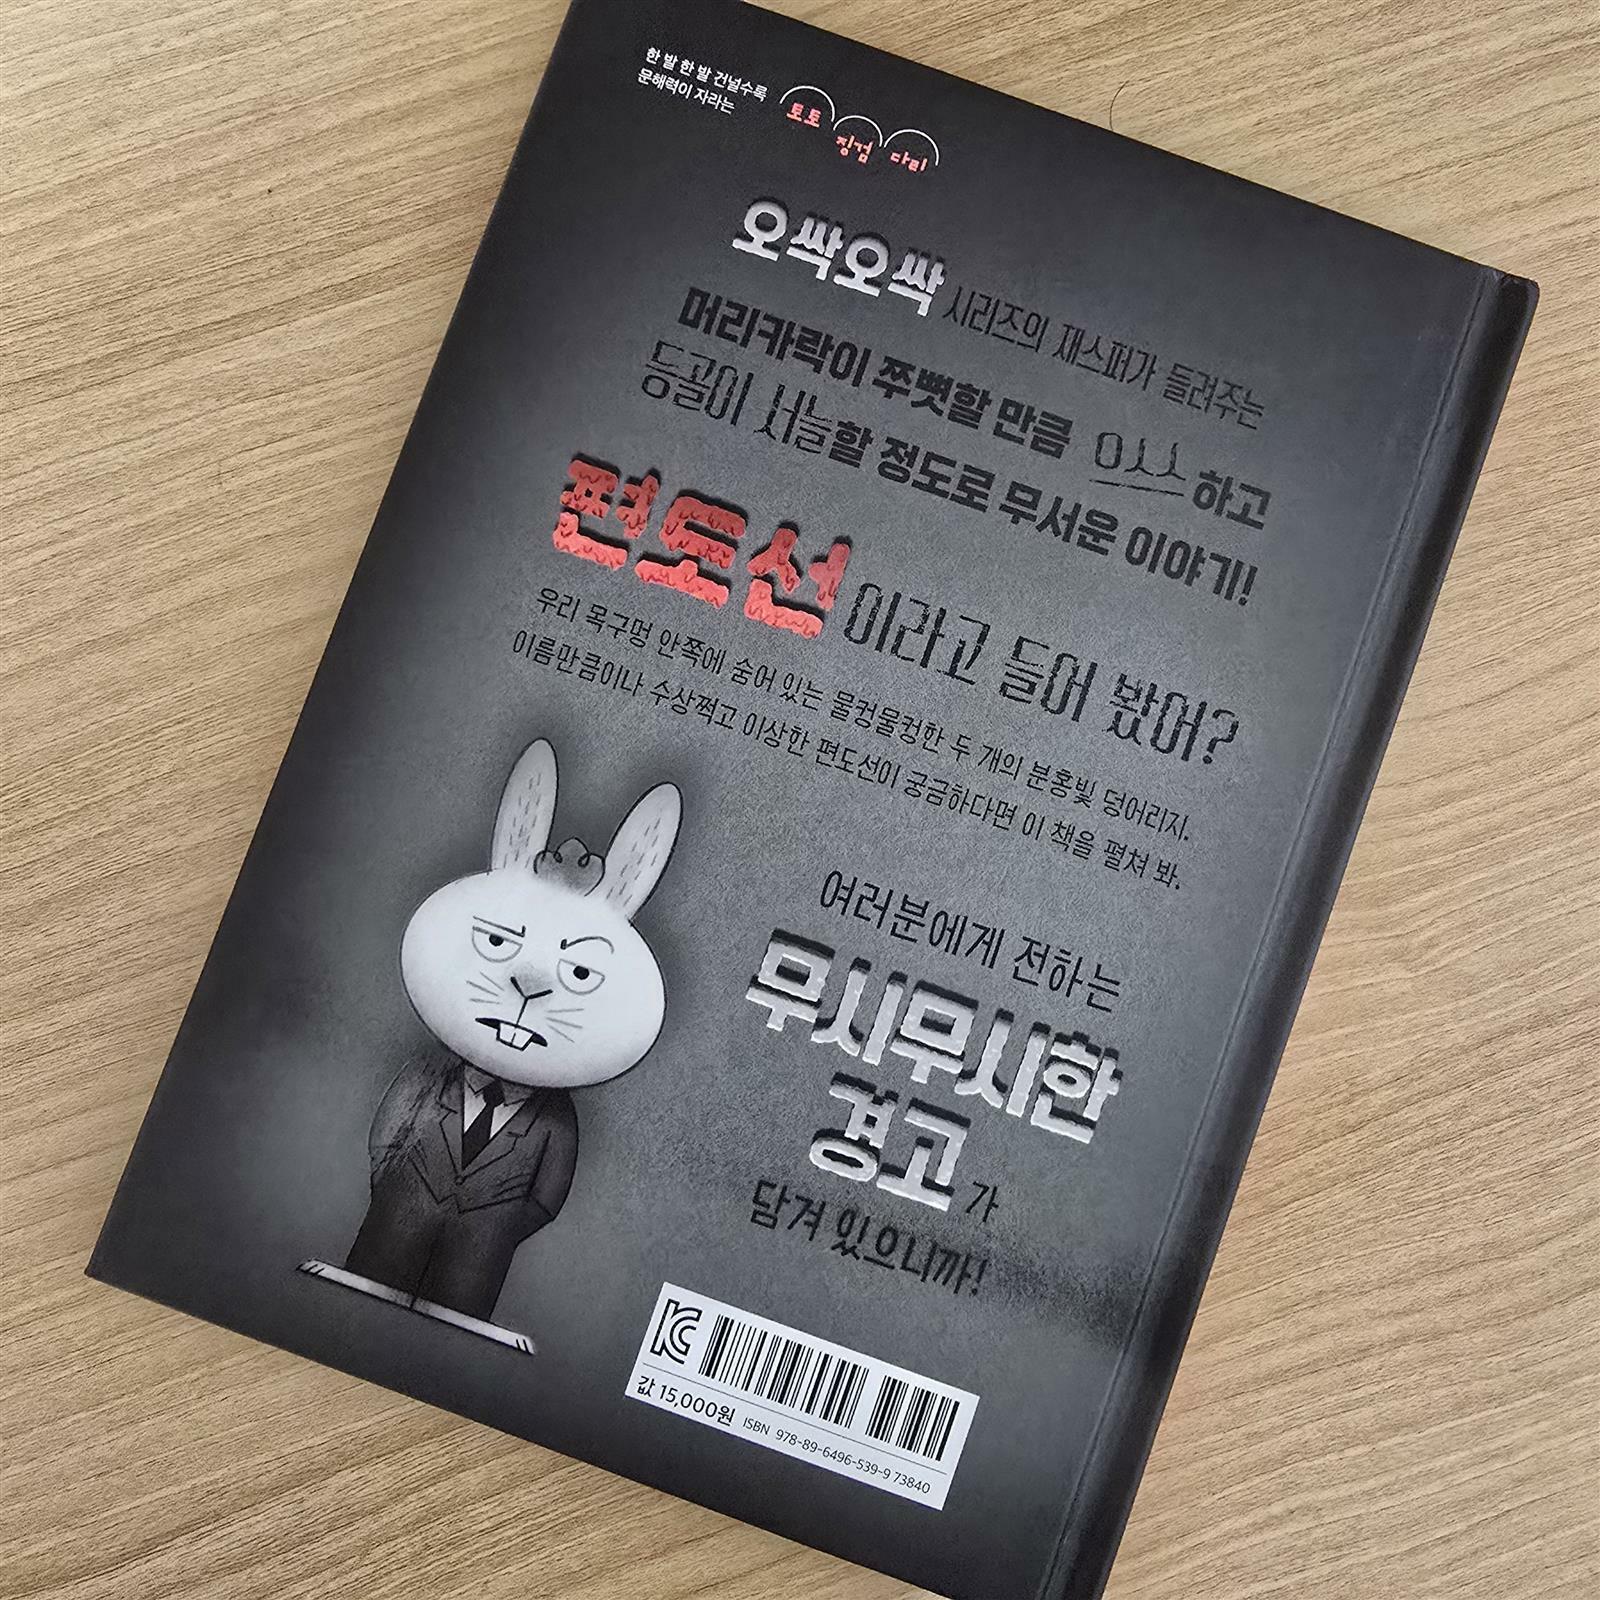 한 발 한 발 건널수록
문해력이 자라는
토토 징검 다리
오싹오싹 시리즈의 재스퍼가 들려주는
머리카락이 쭈뼛할 만큼 으스스하고
등골이 서늘할 정도로 무서운 이야기!
편도선이라고 들어 봤어?
우리 목구멍 안쪽에 숨어 있는 물컹물컹한 두 개의 분홍빛 덩어리지.
이름만큼이나 수상쩍고 이상한 편도선이 궁금하다면 이 책을 펼쳐 봐.
여러분에게 전하는
무시무시한
경고가
담겨 있으니까!
KC
값 15,000원 ISBN 978-89-6496-539-9 73840